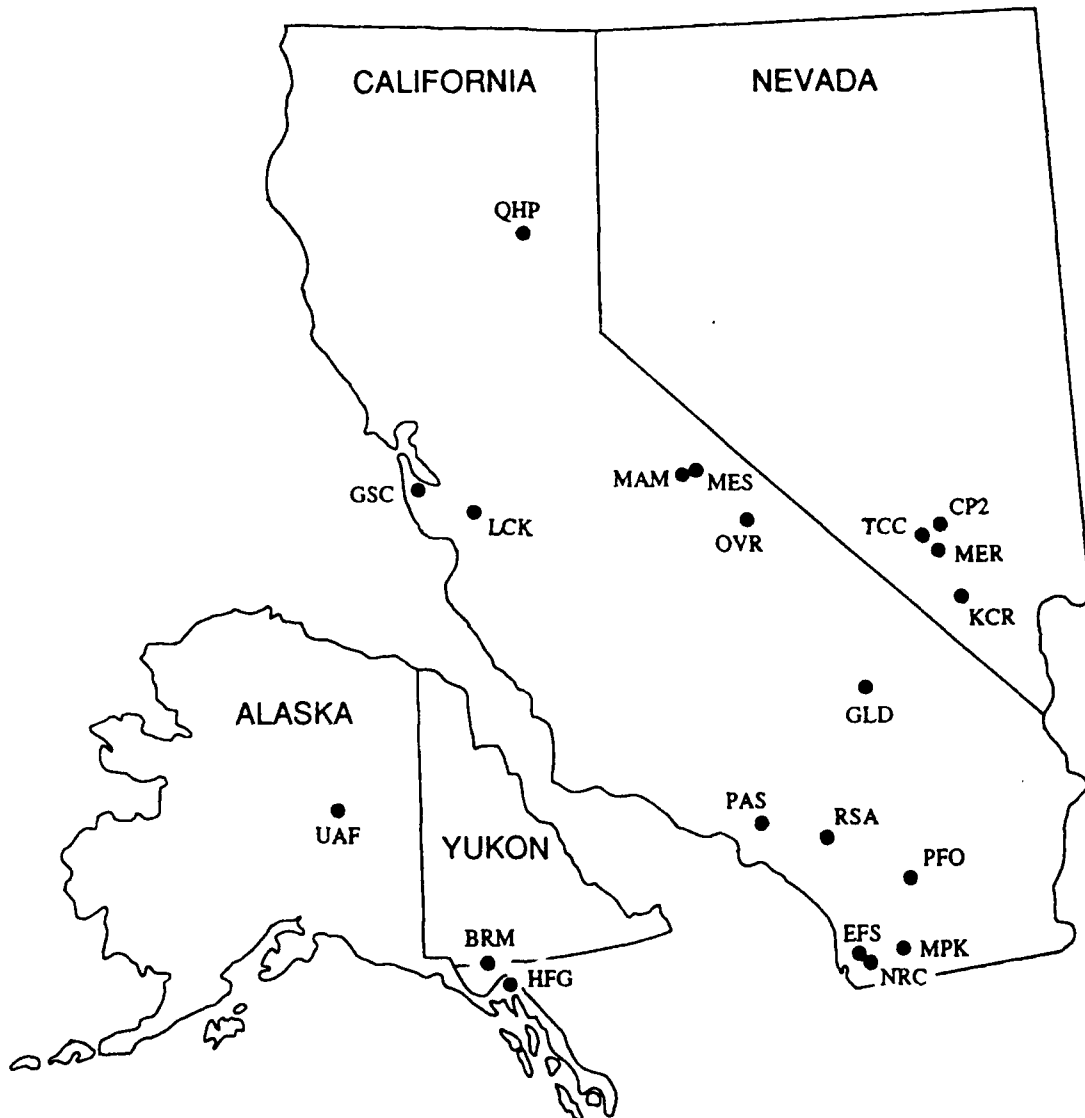 CALIFORNIA
NEVADA
QHP
MAM
MES
GSC
LCK
OVR
TCC
CP2
MER
KCR
ALASKA
GLD
UAF
YUKON
PAS
RSA
PFO
BRM
HFG
EFS
NRC
MPK